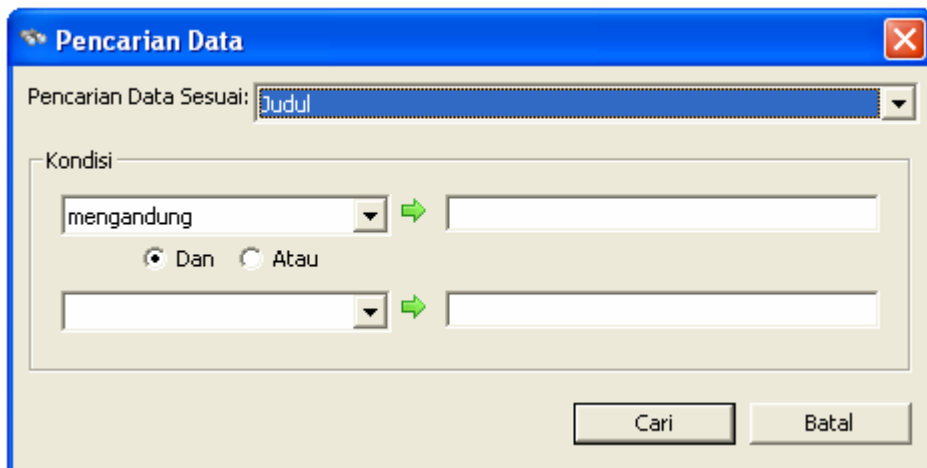 Pencarian Data
Pencarian Data Sesuai: Judul
Kondisi
mengandung
Dan Atau
Cari Batal